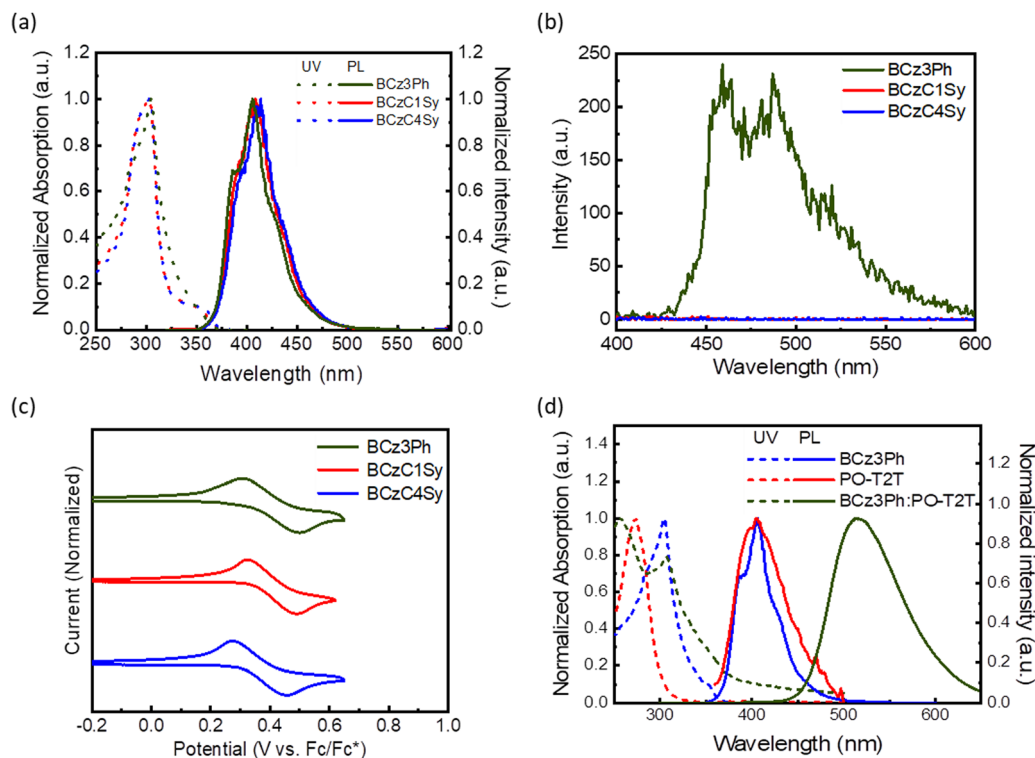 (a)
Normalized Absorption (a.u.)
1.2
1.0
0.8
0.6
0.4
0.2
0.0
UV PL
BCz3Ph
BCzC1Sy
BCzC4Sy
1.2
1.0
0.8
0.6
0.4
0.2
0.0
Normalized intensity (a.u.)
250 300 350 400 450 500 550 600
Wavelength (nm)
(b)
Intensity (a.u.)
250
200
150
100
50
0
BCz3Ph
BCzC1Sy
BCzC4Sy
400 450 500 550 600
Wavelength (nm)
(c)
Current (Normalized)
BCz3Ph
BCzC1Sy
BCzC4Sy
-0.2 0.0 0.2 0.4 0.6 0.8 1.0
Potential (V vs. Fc/Fc*)
(d)
Normalized Absorption (a.u.)
1.4
1.2
1.0
0.8
0.6
0.4
0.2
0.0
UV PL
BCz3Ph
PO-T2T
BCz3Ph:PO-T2T
1.2
1.0
0.8
0.6
0.4
0.2
0.0
Normalized intensity (a.u.)
300 400 500 600
Wavelength (nm)